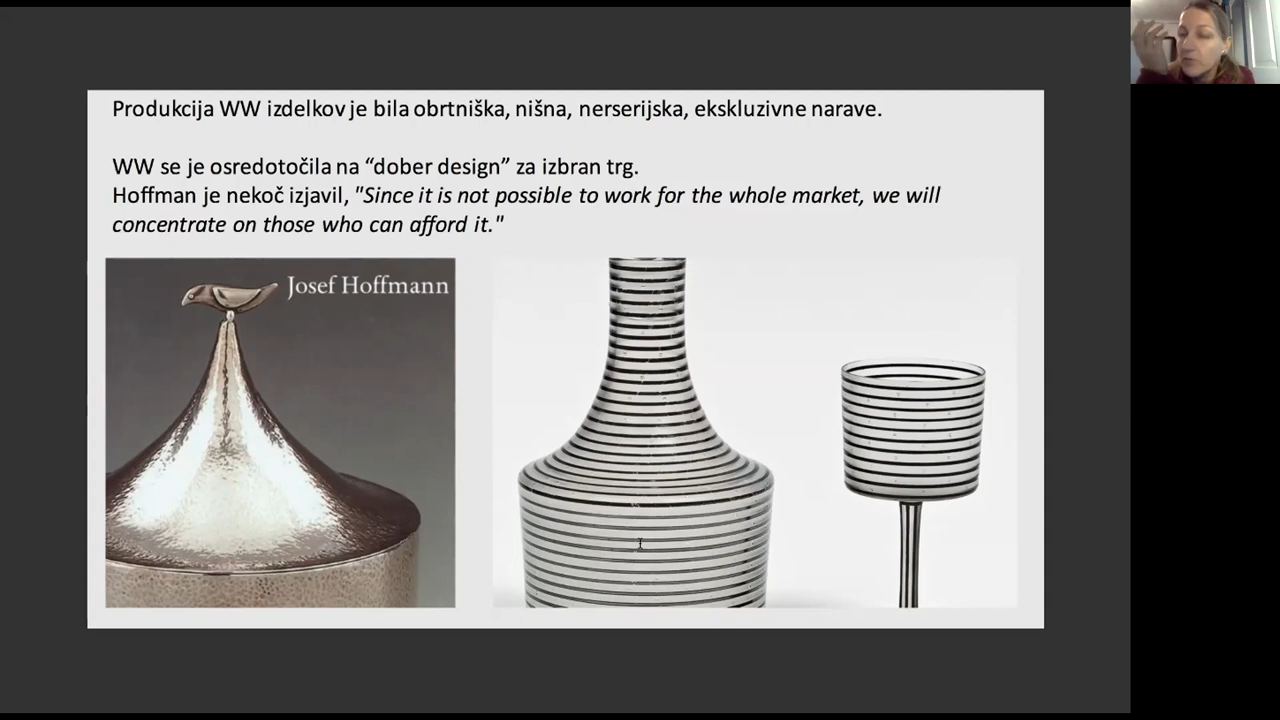 Produkcija WW izdelkov je bila obrtniška, nišna, nerserijska, ekskluzivne narave.
WW se je osredotočila na “dober design” za izbran trg.
Hoffman je nekoč izjavil, "Since it is not possible to work for the whole market, we will
concentrate on those who can afford it."
Josef Hoffmann